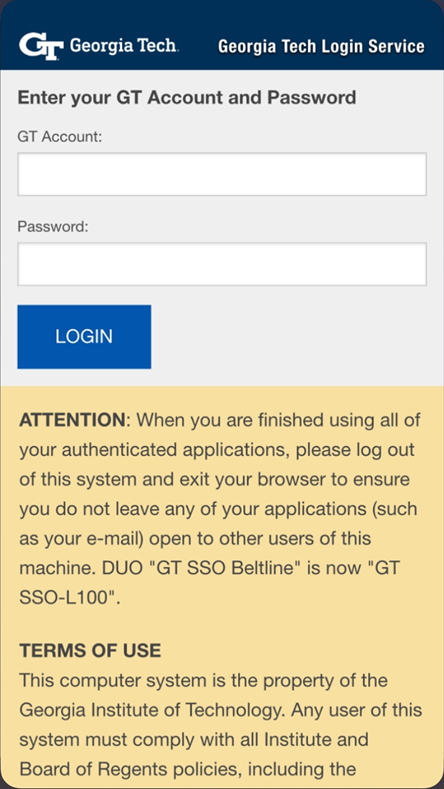 GT Georgia Tech.
Georgia Tech Login Service
Enter your GT Account and Password
GT Account:
Password:
LOGIN
ATTENTION: When you are finished using all of
your authenticated applications, please log out
of this system and exit your browser to ensure
you do not leave any of your applications (such
as your e-mail) open to other users of this
machine. DUO "GT SSO Beltline" is now "GT
SSO-L100".
TERMS OF USE
This computer system is the property of the
Georgia Institute of Technology. Any user of this
system must comply with all Institute and
Board of Regents policies, including the